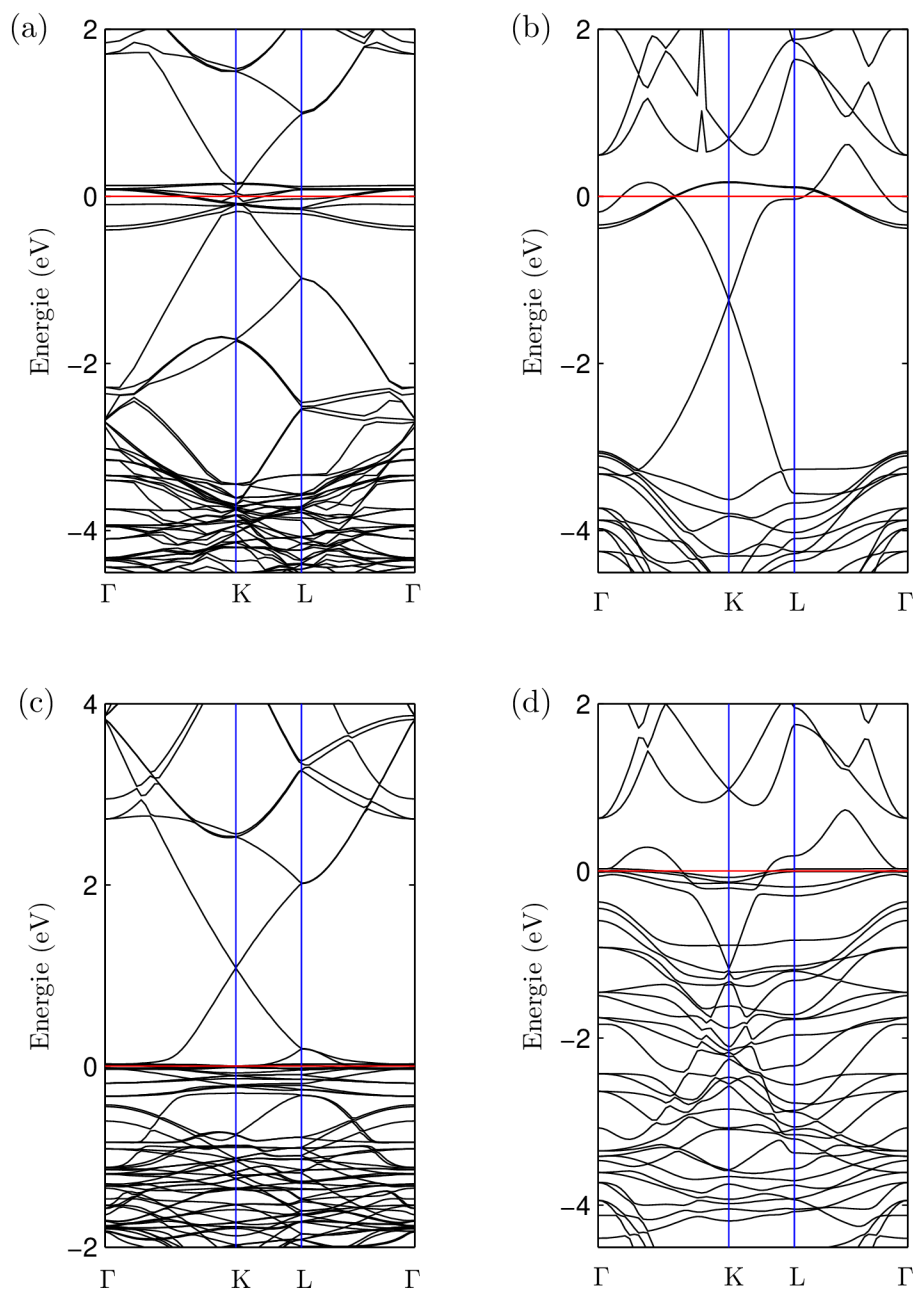 (a)
2
0
−2
−4
Energie (eV)
Γ K L Γ
(b)
2
0
−2
−4
Energie (eV)
Γ K L Γ
(c)
4
2
0
−2
Energie (eV)
Γ K L Γ
(d)
2
0
−2
−4
Energie (eV)
Γ K L Γ